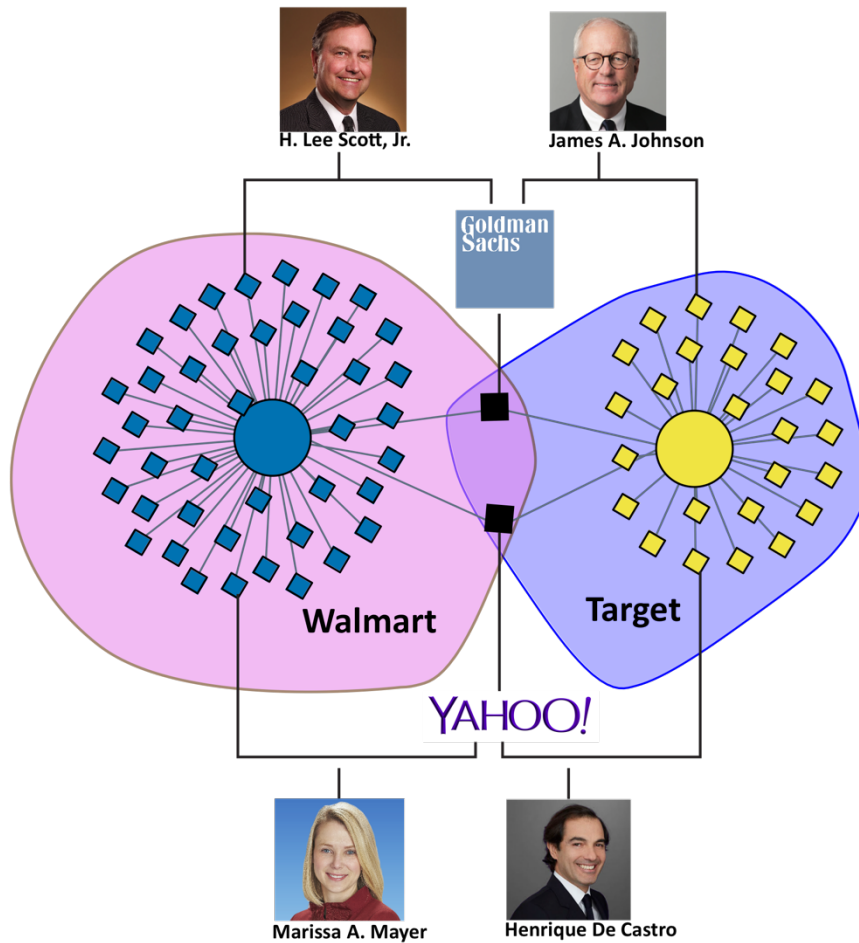 H. Lee Scott, Jr.
James A. Johnson
Goldman
Sachs
Walmart
Target
YAHOO!
Marissa A. Mayer
Henrique De Castro